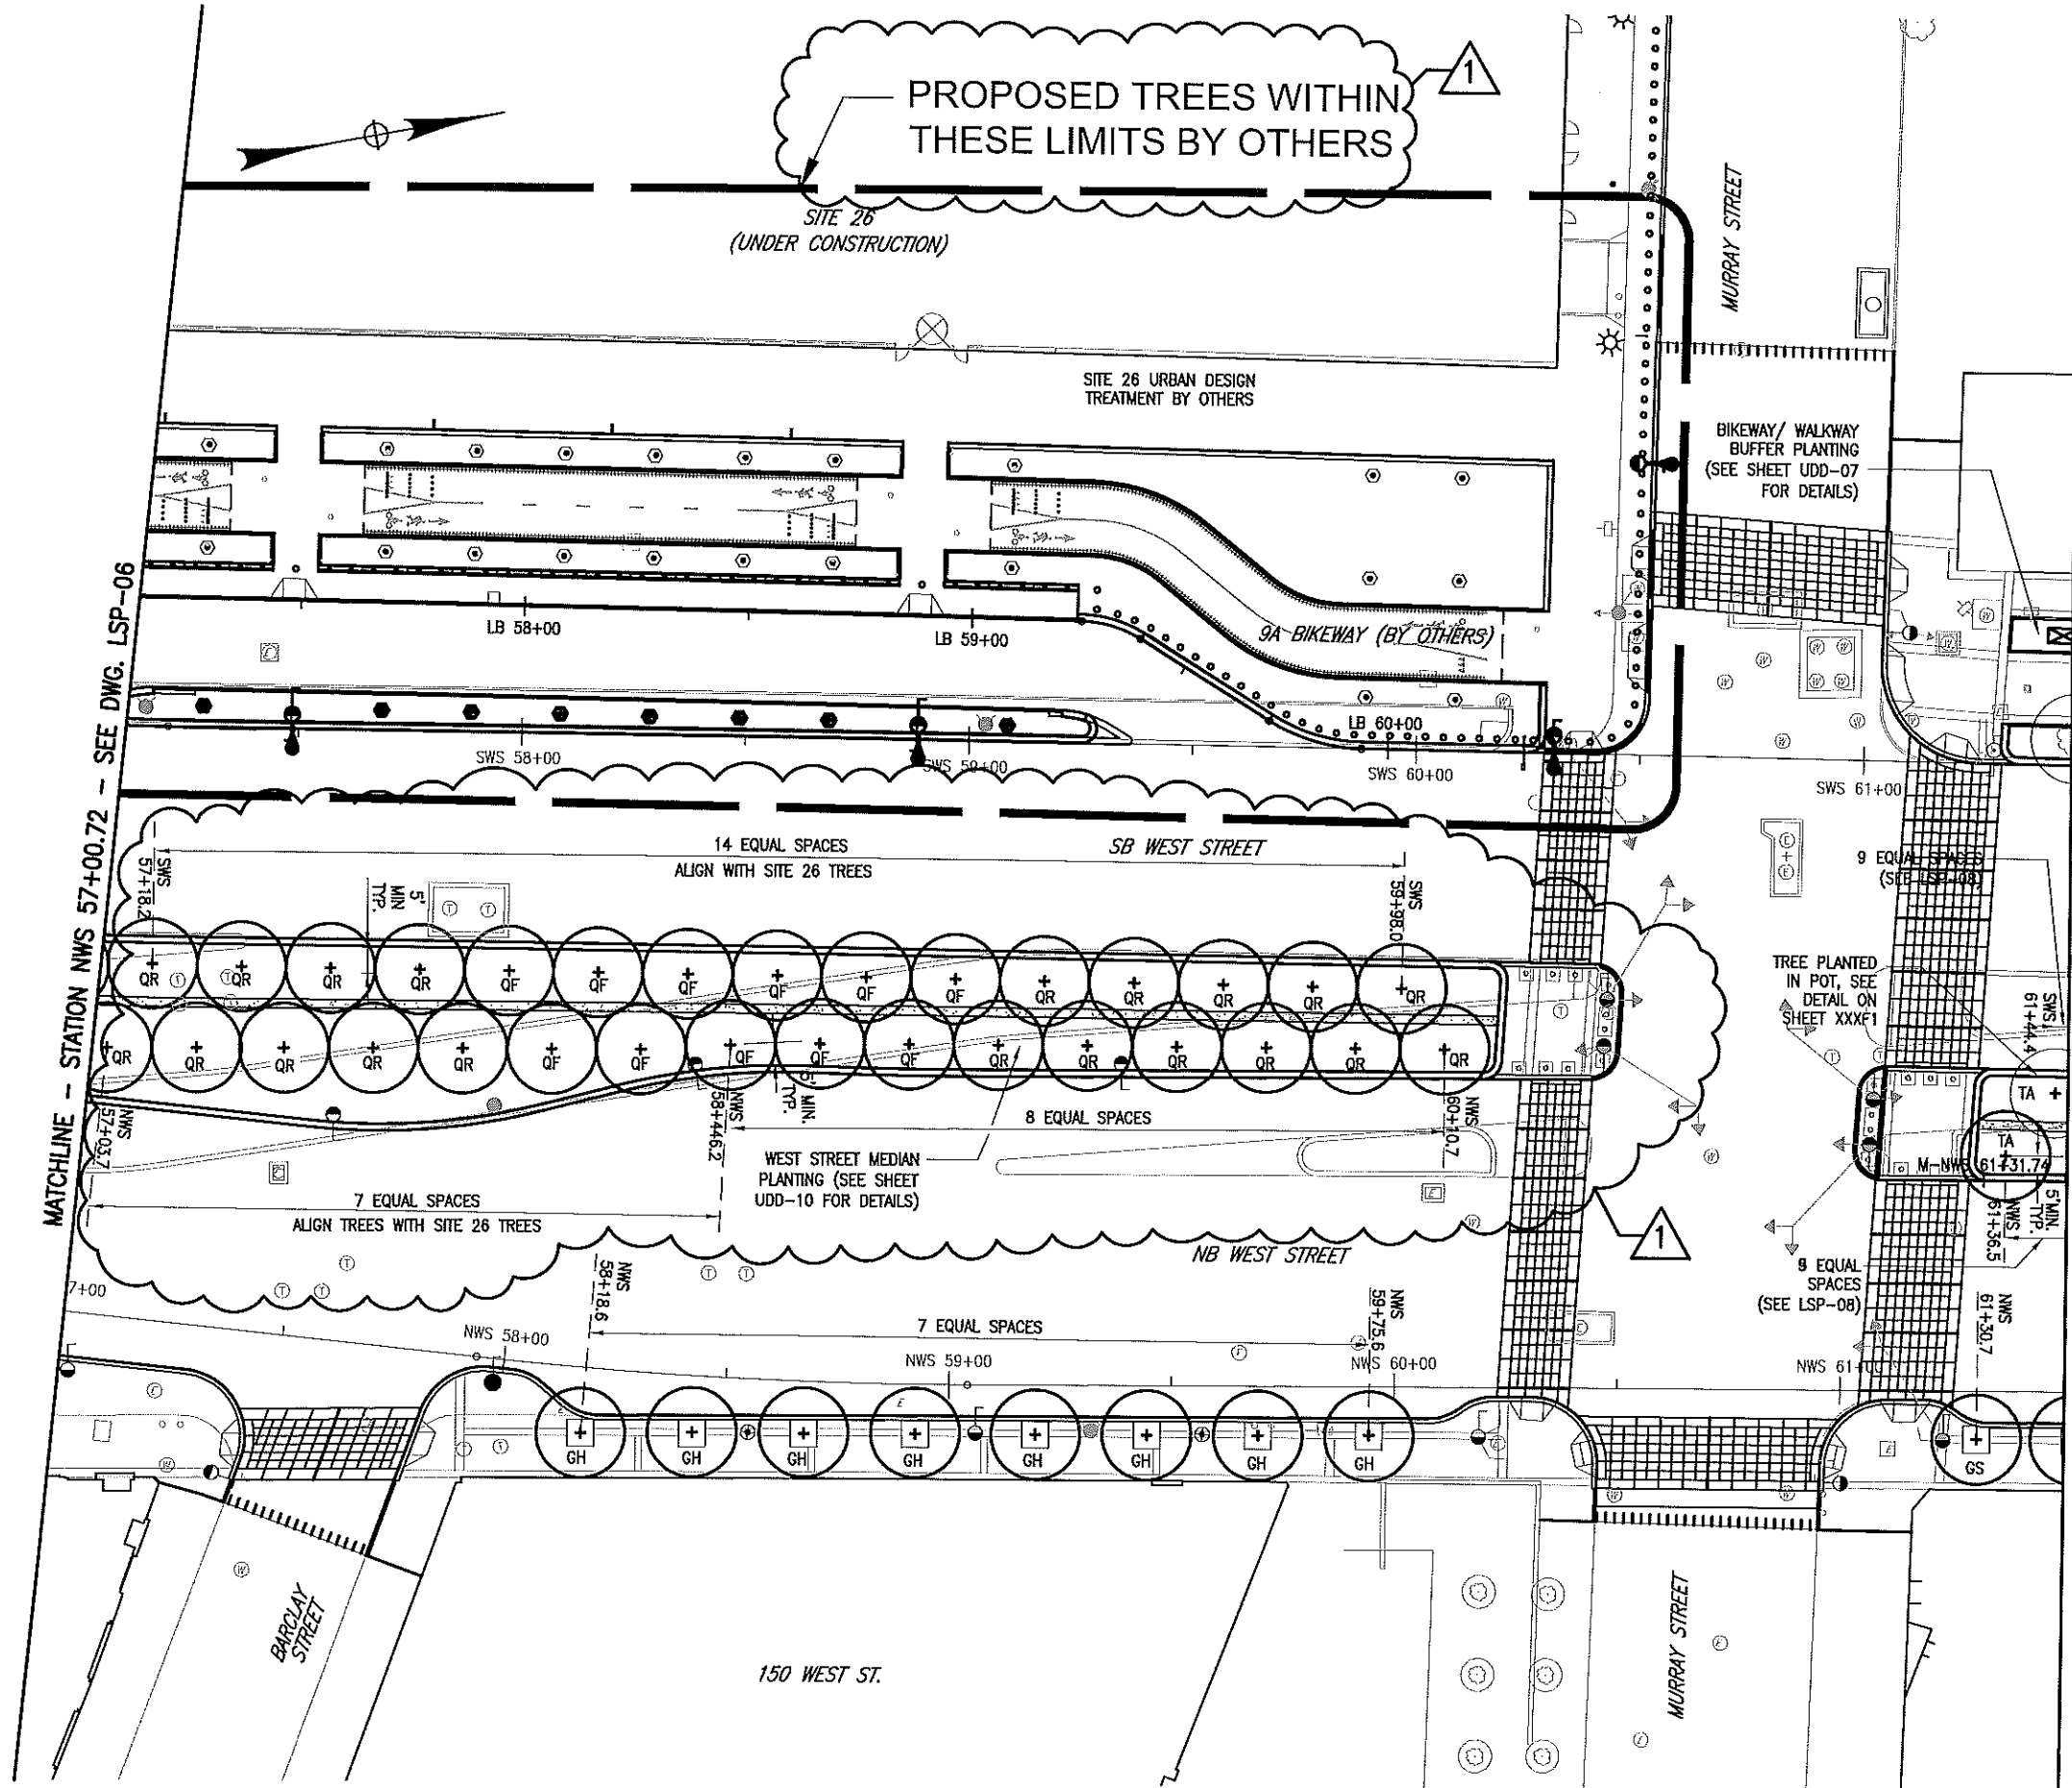 PROPOSED TREES WITHIN
THESE LIMITS BY OTHERS
1
SITE 26
(UNDER CONSTRUCTION)
MURRAY STREET
SITE 26 URBAN DESIGN
TREATMENT BY OTHERS
BIKEWAY/ WALKWAY
BUFFER PLANTING
(SEE SHEET UDD-07
FOR DETAILS)
MATCHLINE - STATION NWS 57+00.72 - SEE DWG. LSP-06
LB 58+00
LB 59+00
9A BIKEWAY (BY OTHERS)
LB 60+00
SWS 58+00
SWS 59+00
SWS 60+00
SWS 61+00
14 EQUAL SPACES
ALIGN WITH SITE 26 TREES
SB WEST STREET
SWS
57+18.2
5'
MIN
TYP.
SWS
59+98.0
9 EQUAL SPACES
(SEE LSP-08)
TREE PLANTED
IN POT, SEE
DETAIL ON
SHEET XXXF1
SWS
61+44.4
QR QR QR QR QF QF QF QF QF QF QR QR QR QR QR
QR QR QR QR QR QF QF QF QF QF QR QR QR QR QR QR
TA
TA
M-NWS 61+31.74
NWS
57+03.7
NWS
58+46.2
MIN.
TYP.
8 EQUAL SPACES
NWS
60+10.7
WEST STREET MEDIAN
PLANTING (SEE SHEET
UDD-10 FOR DETAILS)
7 EQUAL SPACES
ALIGN TREES WITH SITE 26 TREES
5' MIN.
TYP.
NWS
61+36.5
1
NB WEST STREET
EQUAL
SPACES
(SEE LSP-08)
7+00
NWS 58+00
NWS
58+18.6
7 EQUAL SPACES
NWS
59+75.6
NWS 59+00
NWS 60+00
NWS
61+30.7
NWS 61+00
GH GH GH GH GH GH GH GH
GS
BARCLAY
STREET
150 WEST ST.
MURRAY STREET